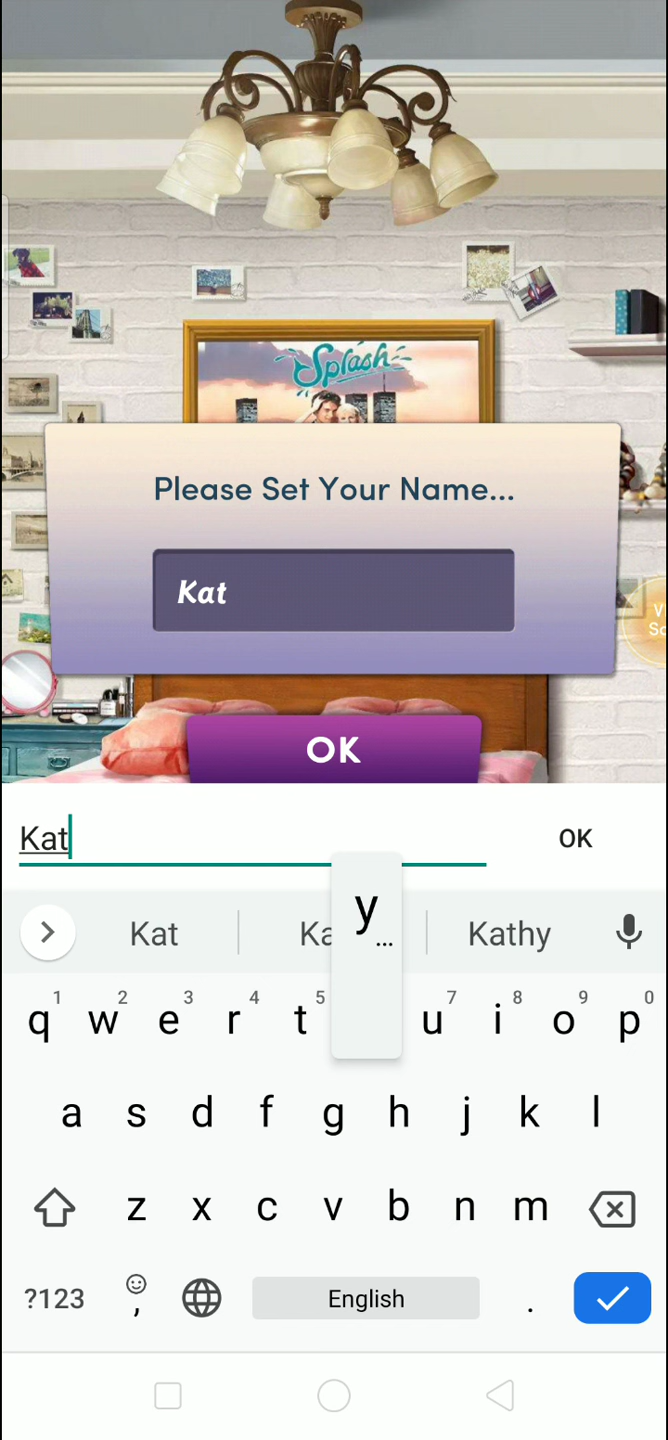 Splash
Please Set Your Name...
Kat
OK
Kat OK
Kat Ka Kathy
y
...
1 2 3 4 5 7 8 9 0
q w e r t u i o p
a s d f g h j k l
z x c v b n m
?123 , English .